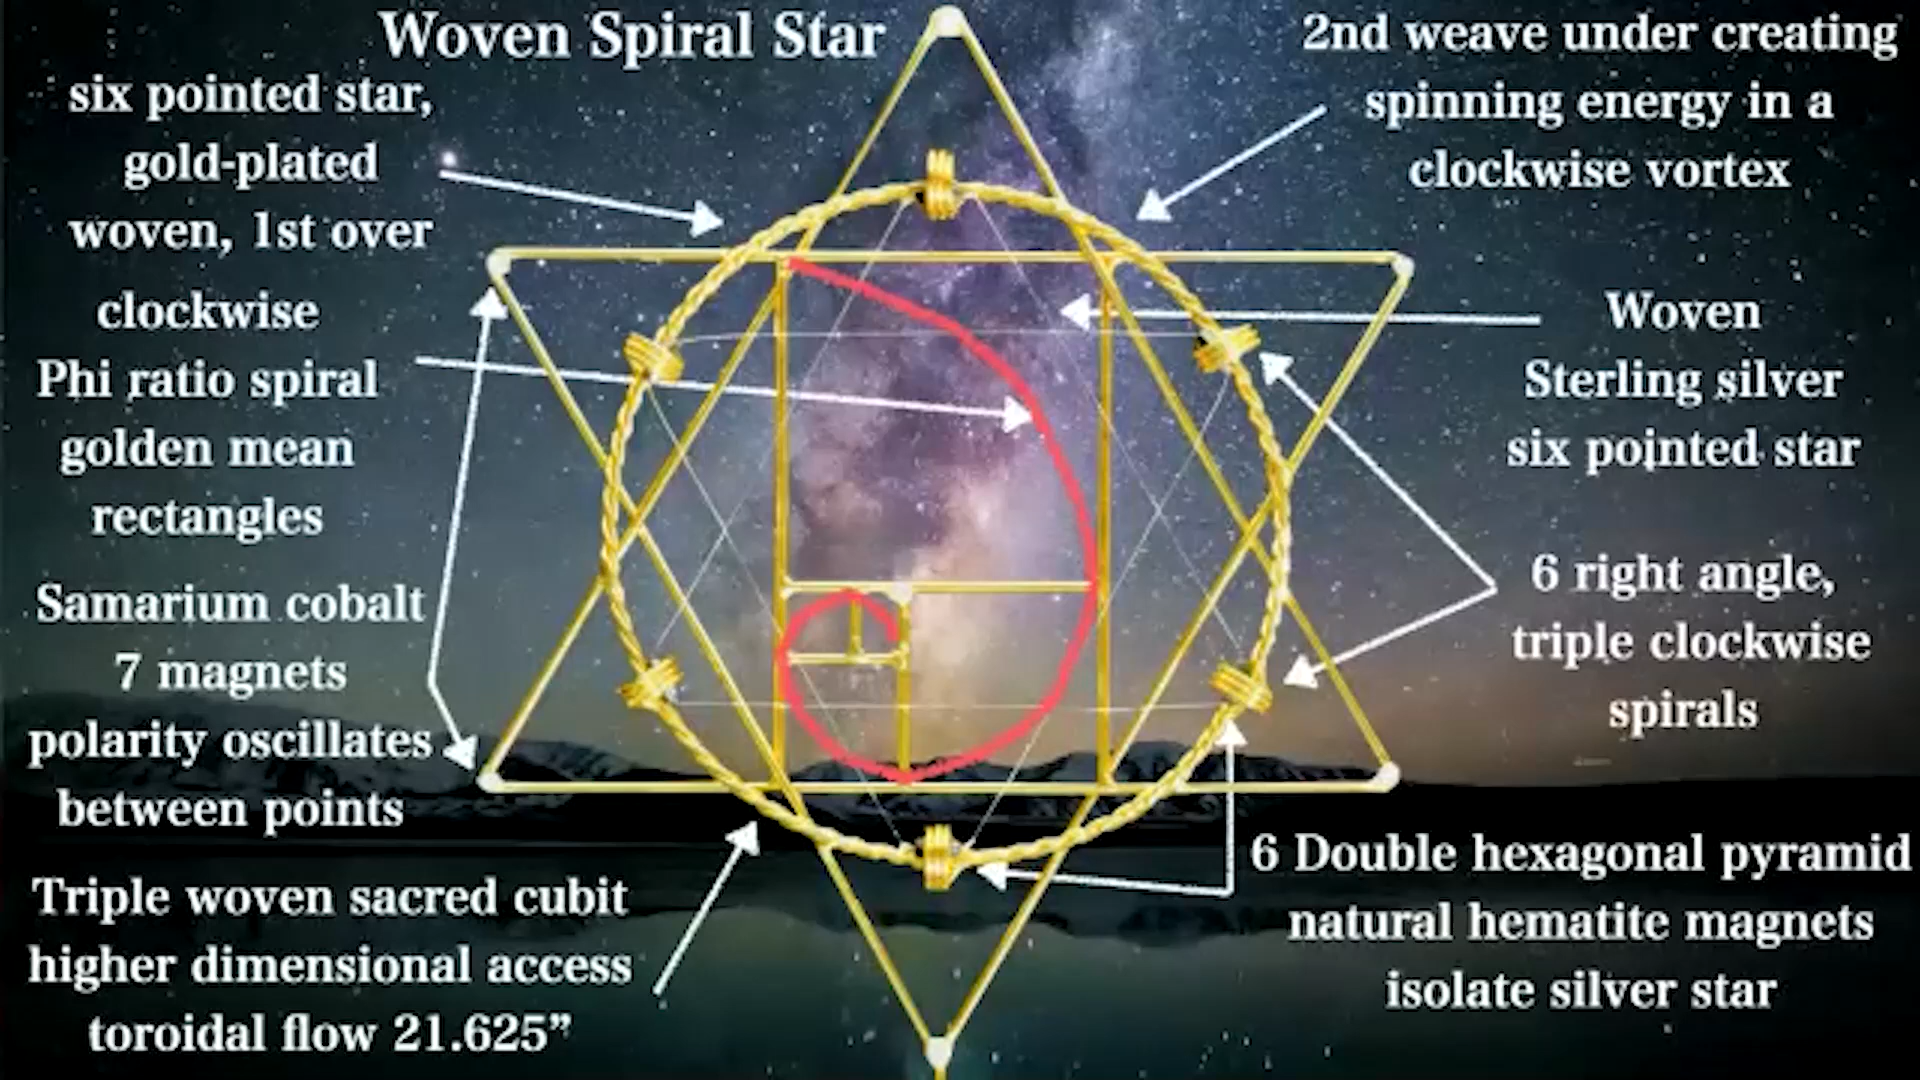 Woven Spiral Star
six pointed star,
gold-plated
woven, 1st over
clockwise
Phi ratio spiral
golden mean
rectangles
Samarium cobalt
7 magnets
polarity oscillates
between points
Triple woven sacred cubit
higher dimensional access
toroidal flow 21.625”
2nd weave under creating
spinning energy in a
clockwise vortex
Woven
Sterling silver
six pointed star
6 right angle,
triple clockwise
spirals
6 Double hexagonal pyramid
natural hematite magnets
isolate silver star